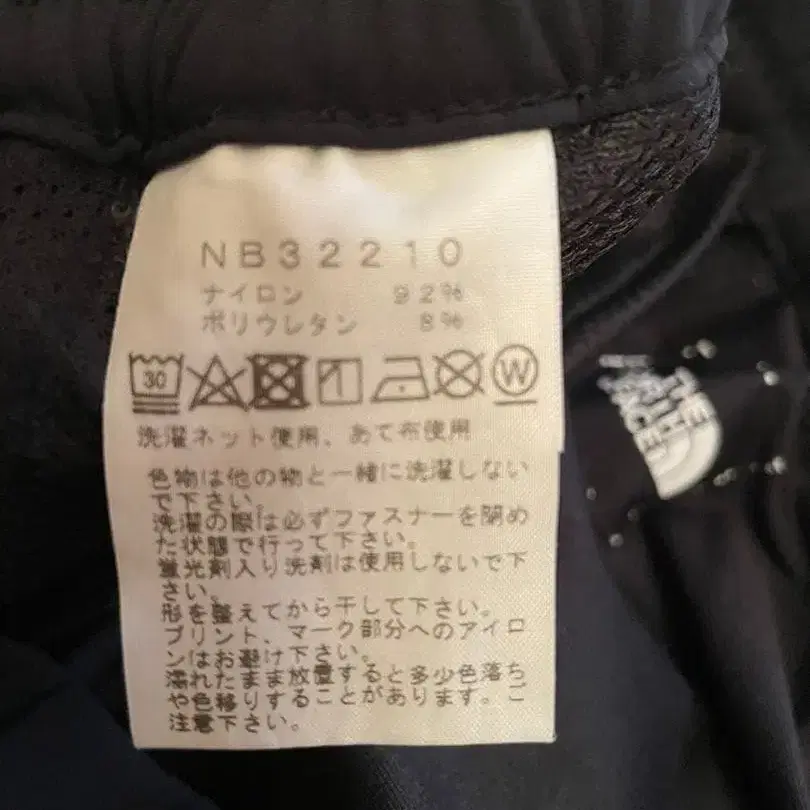 NB32210
ナイロン 92%
ポリウレタン 8%
30 W
洗濯ネット使用、あて布使用
色物は他の物と一緒に洗濯しない
で下さい。
洗濯の際は必ずファスナーを閉め
た状態で行って下さい。
蛍光剤入り洗剤は使用しないで下
さい。
形を整えてから干して下さい。
プリント、マーク部分へのアイロ
ンはお避け下さい。
濡れたまま放置すると多少色落ち
や色移りすることがあります。ご
注意下さい。
THE
NORTH
FACE